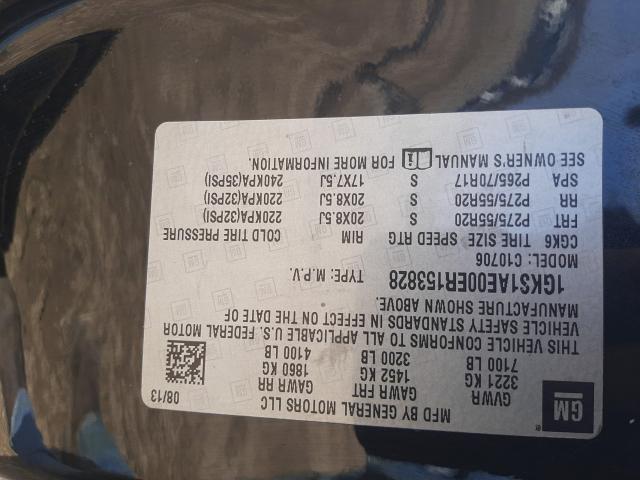 MFD BY GENERAL MOTORS LLC 08/13
GM
GVWR GAWR FRT GAWR RR
3221 KG 1452 KG 1860 KG
7100 LB 3200 LB 4100 LB
THIS VEHICLE CONFORMS TO ALL APPLICABLE U.S. FEDERAL MOTOR
VEHICLE SAFETY STANDARDS IN EFFECT ON THE DATE OF
MANUFACTURE SHOWN ABOVE.
1GKS1AE00ER153828 TYPE: M.P.V.
MODEL: C10706
CGK6 TIRE SIZE SPEED RTG RIM COLD TIRE PRESSURE
FRT P275/55R20 S 20X8.5J 220KPA(32PSI)
RR P275/55R20 S 20X8.5J 220KPA(32PSI)
SPA P265/70R17 S 17X7.5J 240KPA(35PSI)
SEE OWNER'S MANUAL FOR MORE INFORMATION.